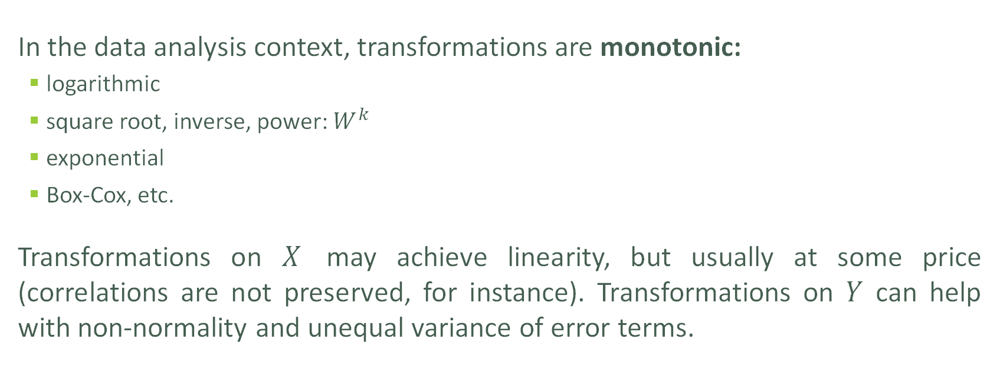 In the data analysis context, transformations are monotonic:
▪ logarithmic
▪ square root, inverse, power: W^k
▪ exponential
▪ Box-Cox, etc.
Transformations on X may achieve linearity, but usually at some price
(correlations are not preserved, for instance). Transformations on Y can help
with non-normality and unequal variance of error terms.